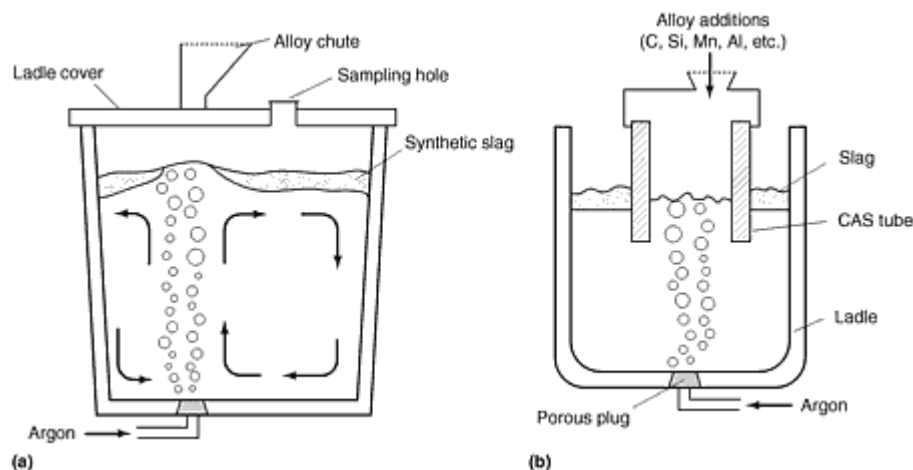 Alloy chute
Ladle cover
Sampling hole
Synthetic slag
Argon
(a)
Alloy additions
(C, Si, Mn, Al, etc.)
Slag
CAS tube
Ladle
Porous plug
Argon
(b)